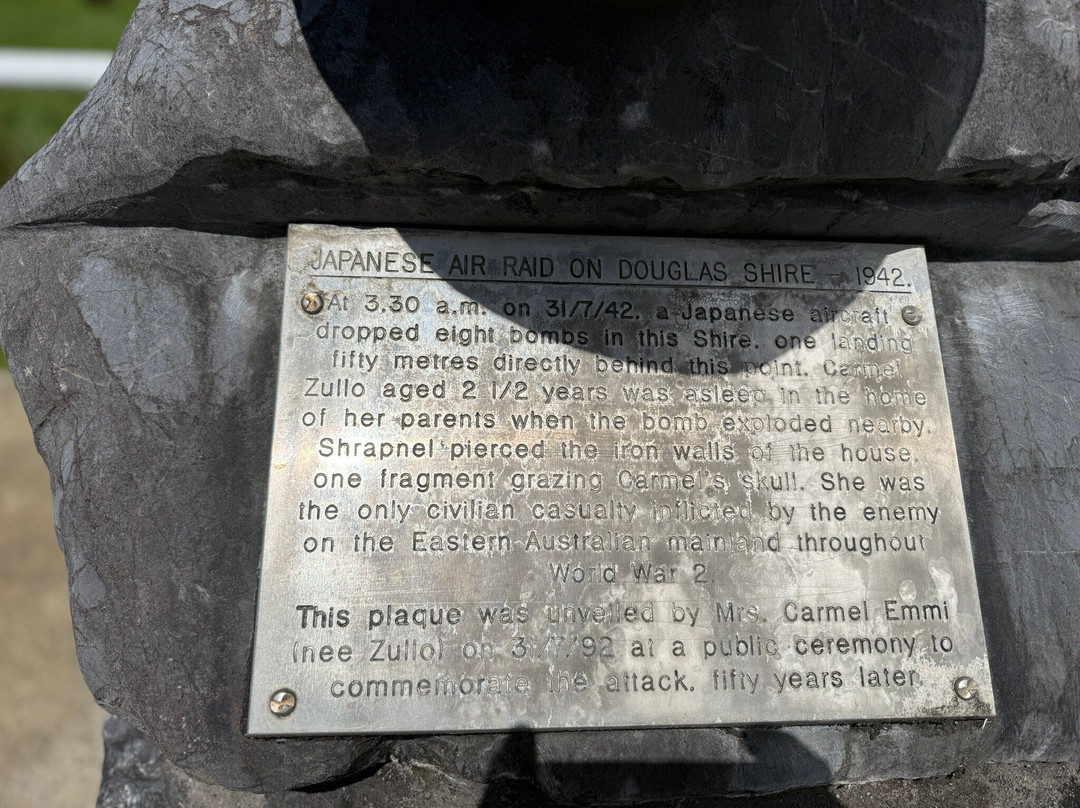 JAPANESE AIR RAID ON DOUGLAS SHIRE - 1942.
At 3.30 a.m. on 31/7/42. a Japanese aircraft
dropped eight bombs in this Shire. one landing
fifty metres directly behind this point. Carmel
Zullo aged 2 1/2 years was asleep in the home
of her parents when the bomb exploded nearby.
Shrapnel pierced the iron walls of the house.
one fragment grazing Carmel's skull. She was
the only civilian casualty inflicted by the enemy
on the Eastern Australian mainland throughout
World War 2.
This plaque was unveiled by Mrs. Carmel Emmi
(nee Zullo) on 31/7/92 at a public ceremony to
commemorate the attack. fifty years later.